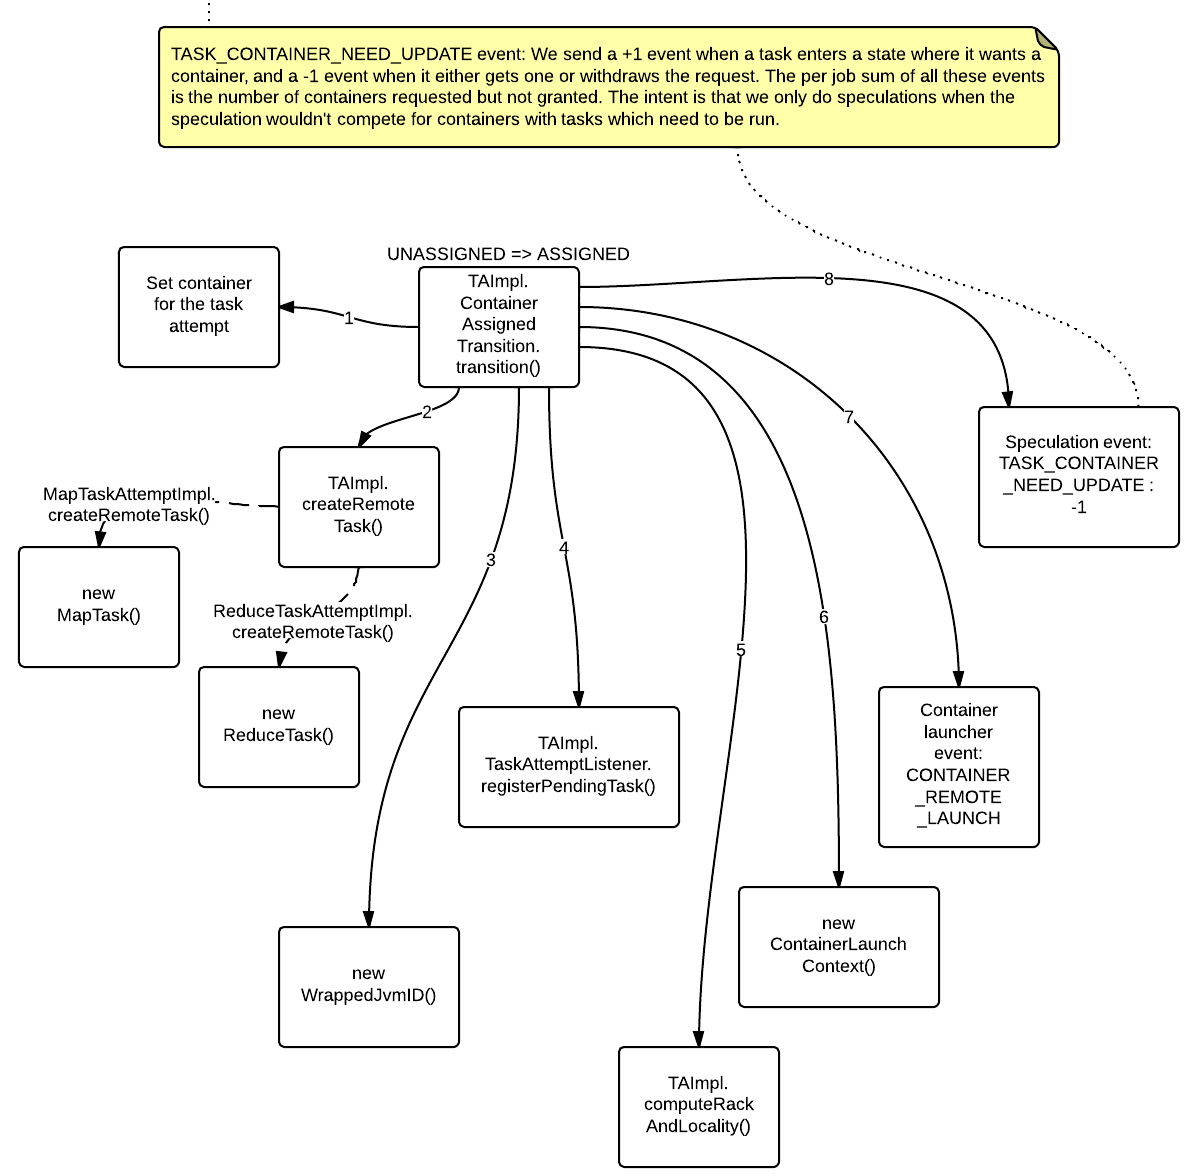 TASK_CONTAINER_NEED_UPDATE event: We send a +1 event when a task enters a state where it wants a
container, and a -1 event when it either gets one or withdraws the request. The per job sum of all these events
is the number of containers requested but not granted. The intent is that we only do speculations when the
speculation wouldn't compete for containers with tasks which need to be run.
UNASSIGNED => ASSIGNED
TAImpl.
Container
Assigned
Transition.
transition()
1
Set container
for the task
attempt
2
TAImpl.
createRemote
Task()
MapTaskAttemptImpl.
createRemoteTask()
new
MapTask()
ReduceTaskAttemptImpl.
createRemoteTask()
new
ReduceTask()
3
new
WrappedJvmID()
4
TAImpl.
TaskAttemptListener.
registerPendingTask()
5
TAImpl.
computeRack
AndLocality()
6
new
ContainerLaunch
Context()
7
Container
launcher
event:
CONTAINER
_REMOTE
_LAUNCH
8
Speculation event:
TASK_CONTAINER
_NEED_UPDATE :
-1